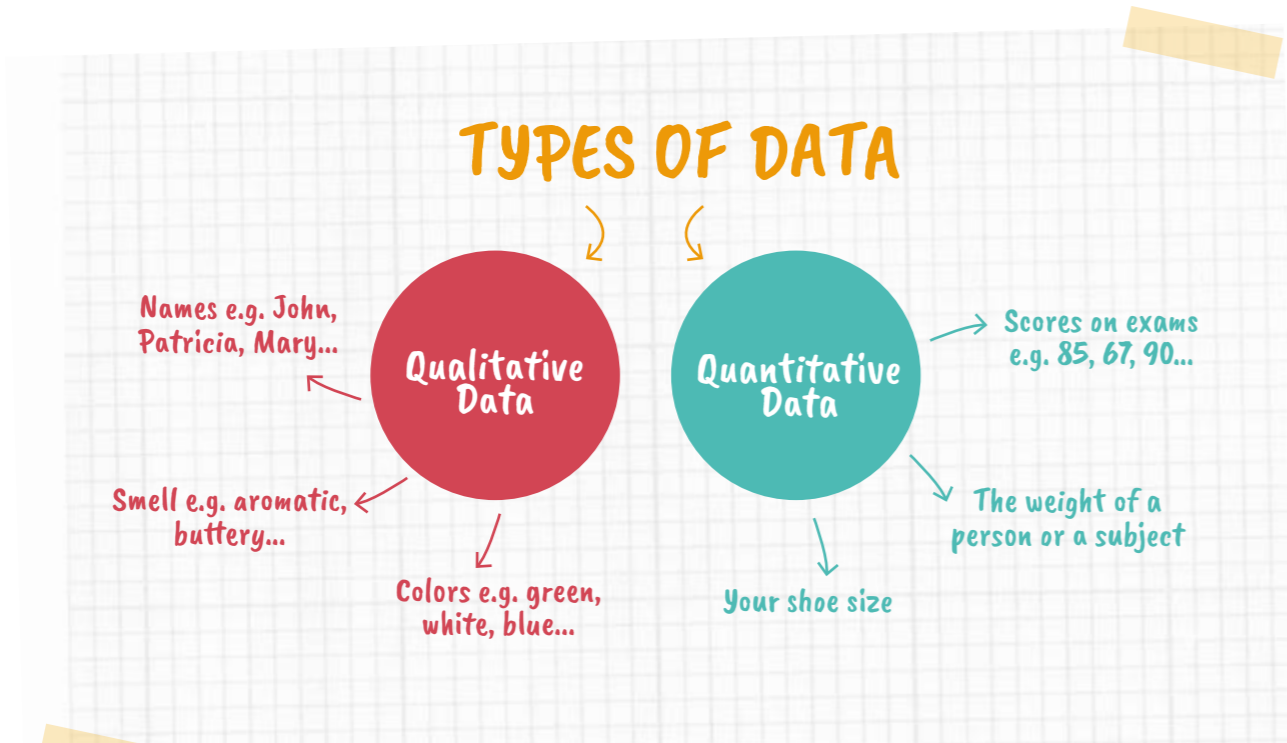 TYPES OF DATA
Qualitative
Data
Names e.g. John,
Patricia, Mary...
Smell e.g. aromatic,
buttery...
Colors e.g. green,
white, blue...
Quantitative
Data
Scores on exams
e.g. 85, 67, 90...
The weight of a
person or a subject
Your shoe size